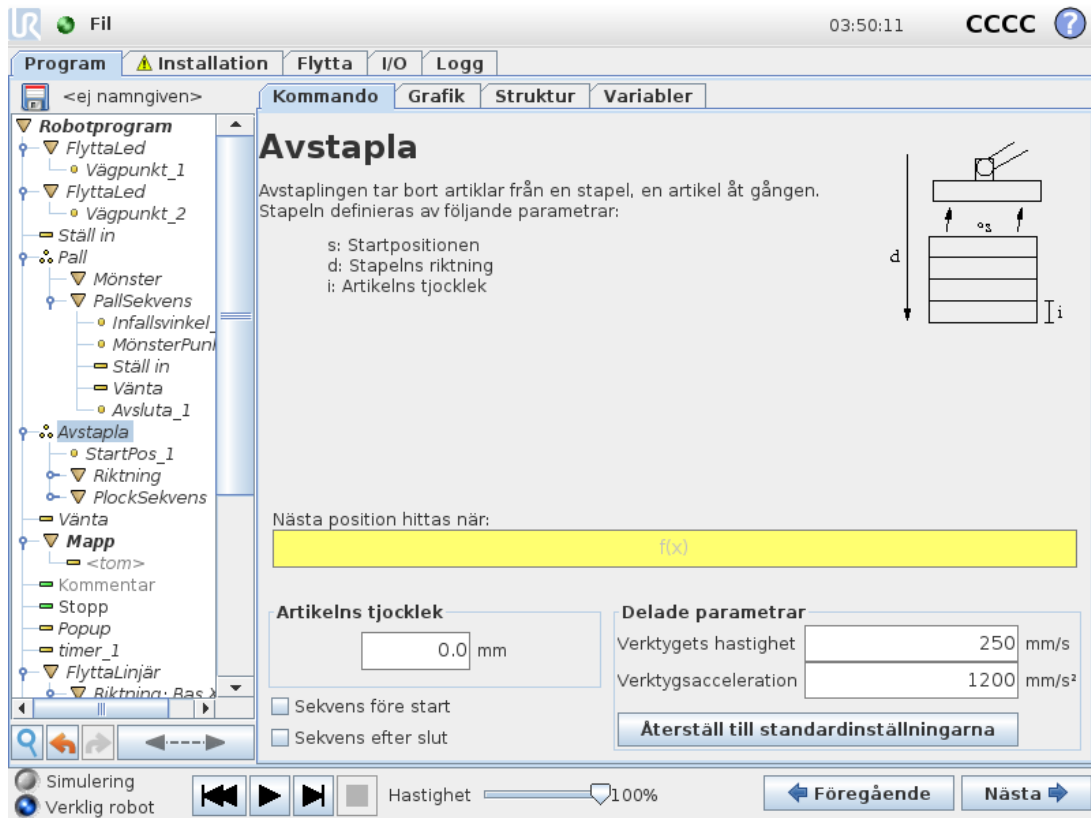 UR Fil 03:50:11 CCCC ?
Program Installation Flytta I/O Logg
<ej namngiven>
Kommando Grafik Struktur Variabler
Robotprogram
FlyttaLed
Vägpunkt_1
FlyttaLed
Vägpunkt_2
Ställ in
Pall
Mönster
PallSekvens
Infallsvinkel_
MönsterPunk
Ställ in
Vänta
Avsluta_1
Avstapla
StartPos_1
Riktning
PlockSekvens
Vänta
Mapp
<tom>
Kommentar
Stopp
Popup
timer_1
FlyttaLinjär
Riktning: Bas X
Avstapla
Avstaplingen tar bort artiklar från en stapel, en artikel åt gången.
Stapeln definieras av följande parametrar:
s: Startpositionen
d: Stapelns riktning
i: Artikelns tjocklek
s
d
i
Nästa position hittas när:
f(x)
Artikelns tjocklek
0.0 mm
Sekvens före start
Sekvens efter slut
Delade parametrar
Verktygets hastighet 250 mm/s
Verktygsacceleration 1200 mm/s²
Återställ till standardinställningarna
Simulering
Verklig robot
Hastighet 100%
Föregående Nästa